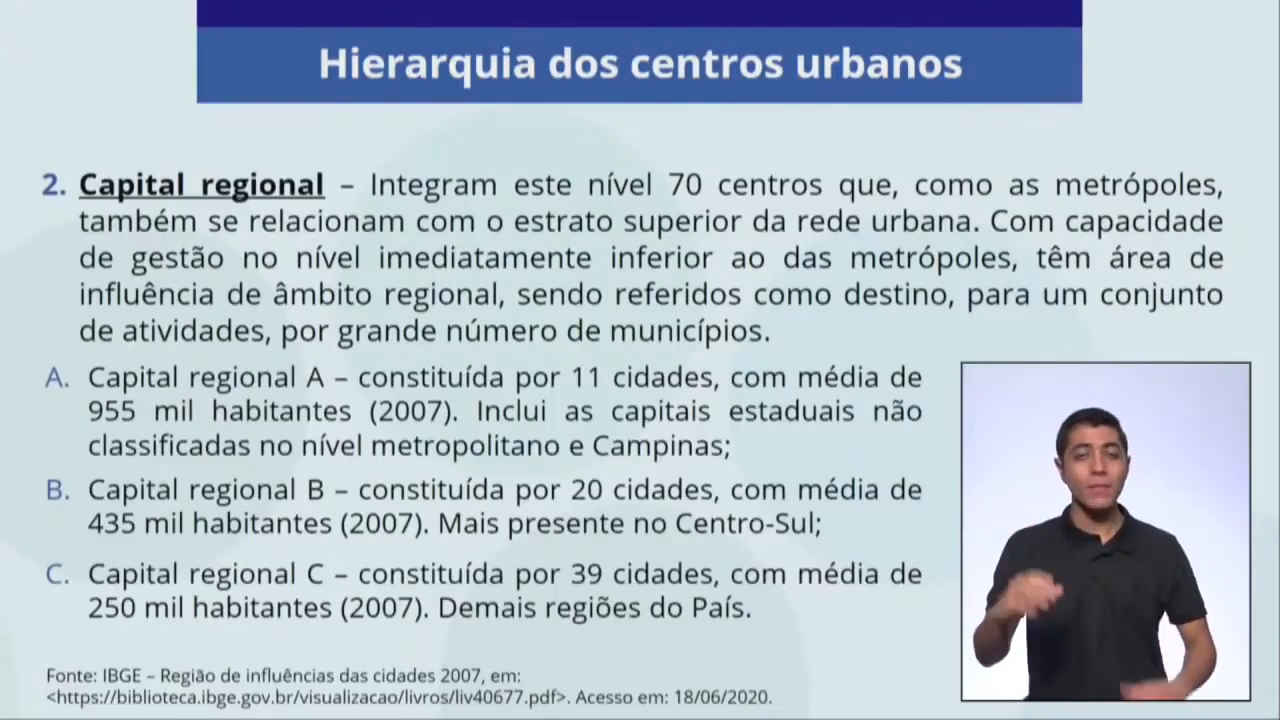 Hierarquia dos centros urbanos
2. Capital regional – Integram este nível 70 centros que, como as metrópoles,
também se relacionam com o estrato superior da rede urbana. Com capacidade
de gestão no nível imediatamente inferior ao das metrópoles, têm área de
influência de âmbito regional, sendo referidos como destino, para um conjunto
de atividades, por grande número de municípios.
A. Capital regional A – constituída por 11 cidades, com média de
955 mil habitantes (2007). Inclui as capitais estaduais não
classificadas no nível metropolitano e Campinas;
B. Capital regional B – constituída por 20 cidades, com média de
435 mil habitantes (2007). Mais presente no Centro-Sul;
C. Capital regional C – constituída por 39 cidades, com média de
250 mil habitantes (2007). Demais regiões do País.
Fonte: IBGE – Região de influências das cidades 2007, em:
<https://biblioteca.ibge.gov.br/visualizacao/livros/liv40677.pdf>. Acesso em: 18/06/2020.